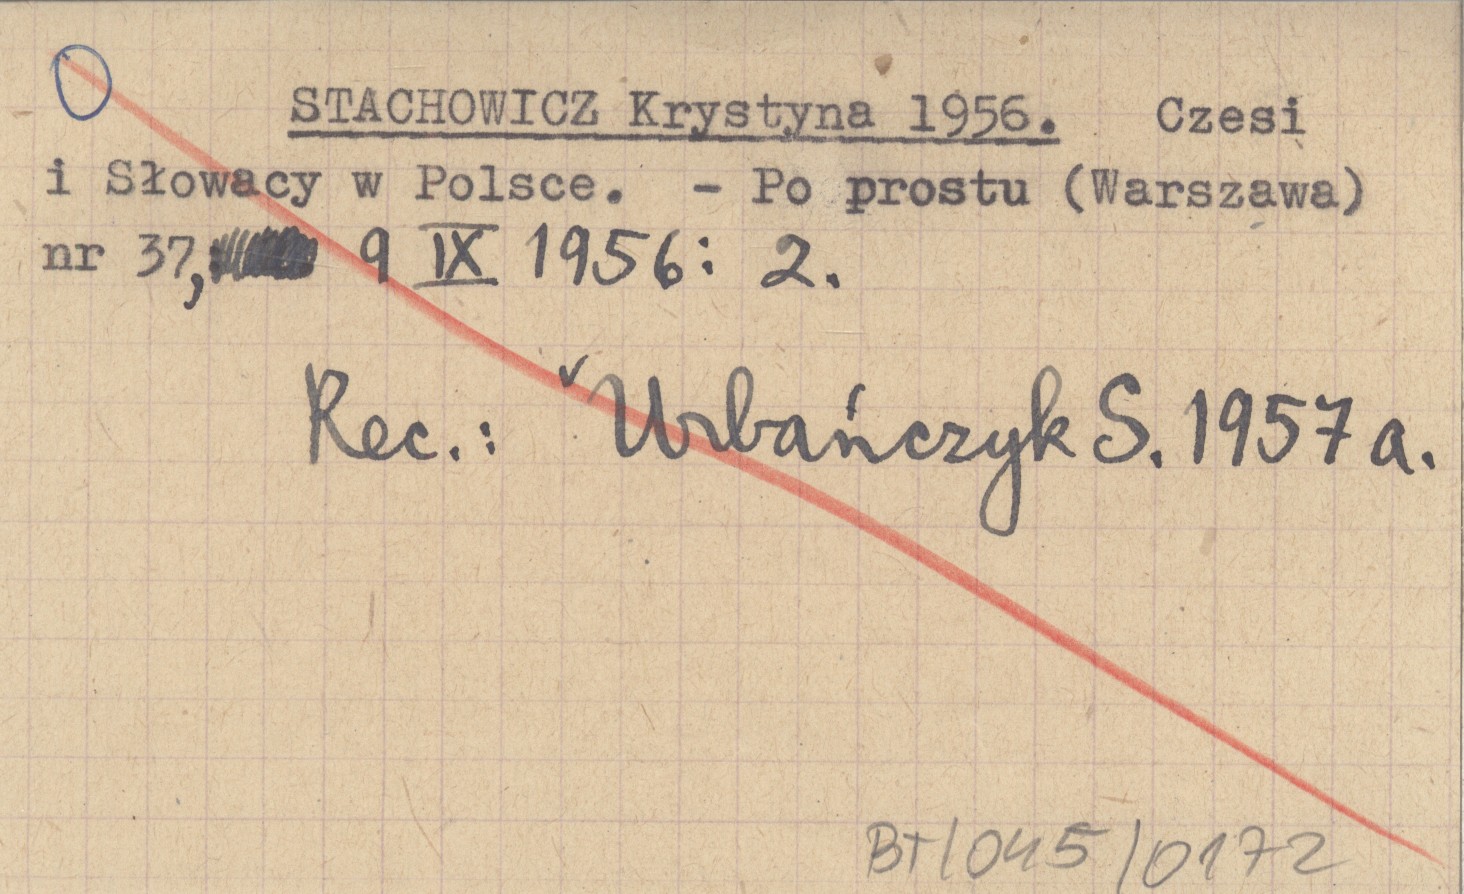 STACHOWICZ Krystyna 1956. Czesi
i Słowacy w Polsce. - Po prostu (Warszawa)
nr 37, 9 IX 1956: 2.
Rec.: Urbańczyk S. 1957 a.
BT/045/0172